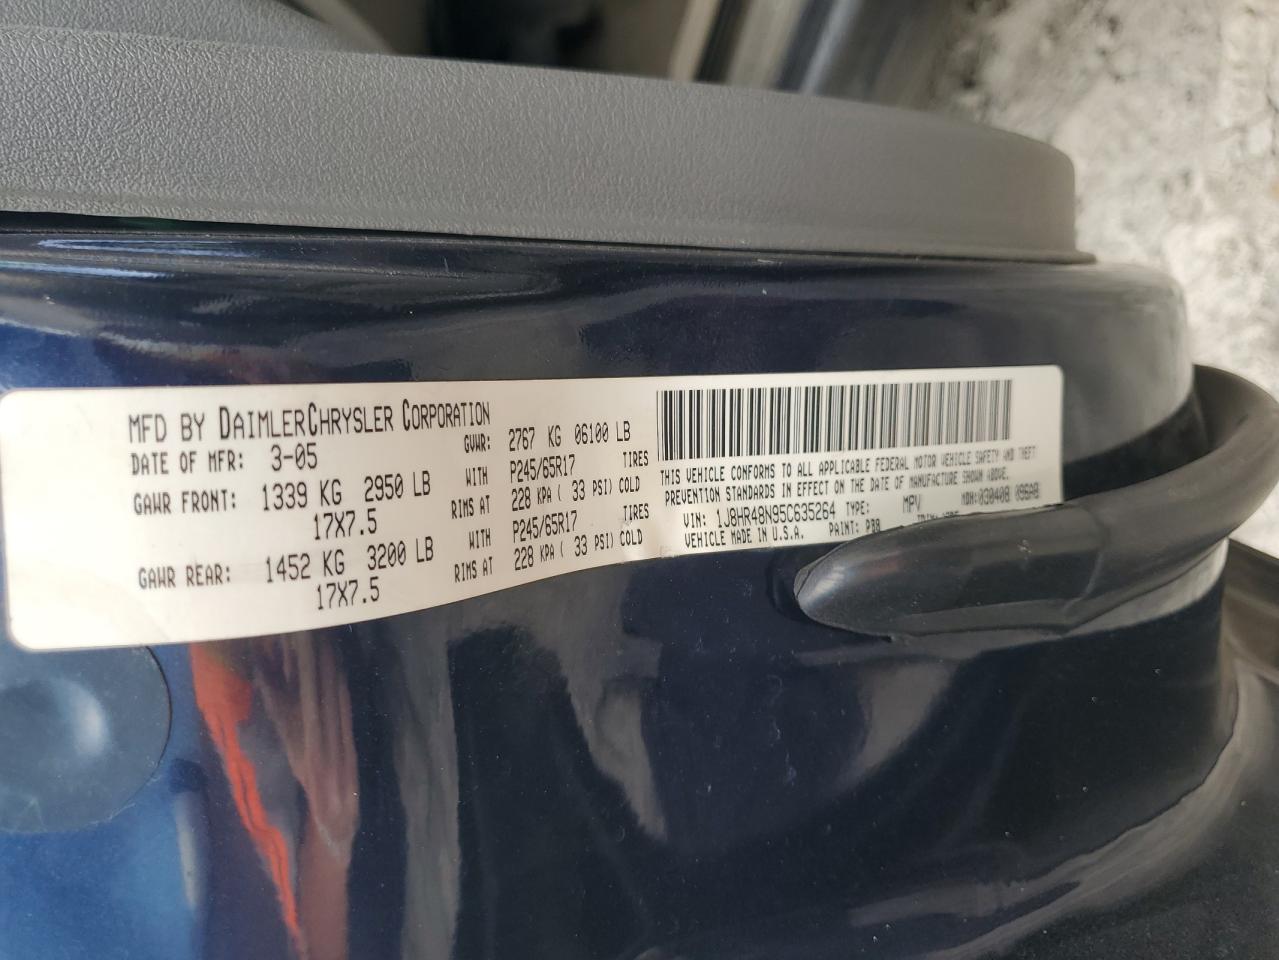 MFD BY DAIMLERCHRYSLER CORPORATION
DATE OF MFR: 3-05 GVWR: 2767 KG 06100 LB
GAWR FRONT: 1339 KG 2950 LB WITH P245/65R17 TIRES
17X7.5 RIMS AT 228 KPA ( 33 PSI) COLD
GAWR REAR: 1452 KG 3200 LB WITH P245/65R17 TIRES
17X7.5 RIMS AT 228 KPA ( 33 PSI) COLD
THIS VEHICLE CONFORMS TO ALL APPLICABLE FEDERAL MOTOR VEHICLE SAFETY AND THEFT
PREVENTION STANDARDS IN EFFECT ON THE DATE OF MANUFACTURE SHOWN ABOVE.
VIN: 1J8HR48N95C635264 TYPE: MPV MDH:030408 096AB
VEHICLE MADE IN U.S.A. PAINT: PBB